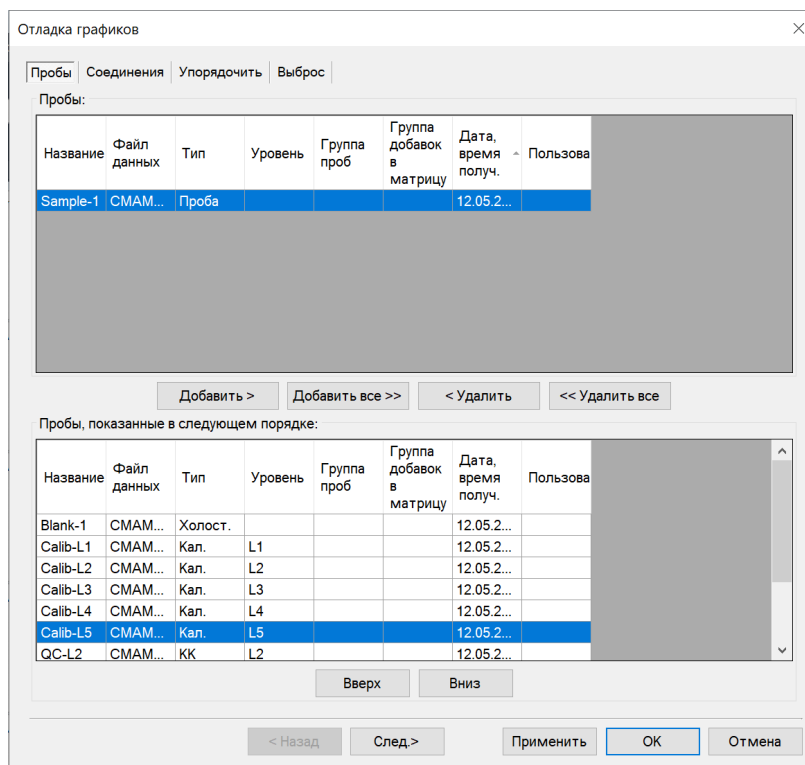 Отладка графиков
Пробы Соединения Упорядочить Выброс
Пробы:
Название Файл данных Тип Уровень Группа проб Группа добавок в матрицу Дата, время получ. Пользова
Sample-1 CMAM... Проба 12.05.2...
Добавить > Добавить все >> < Удалить << Удалить все
Пробы, показанные в следующем порядке:
Название Файл данных Тип Уровень Группа проб Группа добавок в матрицу Дата, время получ. Пользова
Blank-1 CMAM... Холост. 12.05.2...
Calib-L1 CMAM... Кал. L1 12.05.2...
Calib-L2 CMAM... Кал. L2 12.05.2...
Calib-L3 CMAM... Кал. L3 12.05.2...
Calib-L4 CMAM... Кал. L4 12.05.2...
Calib-L5 CMAM... Кал. L5 12.05.2...
QC-L2 CMAM... КК L2 12.05.2...
Вверх Вниз
< Назад След.> Применить OK Отмена